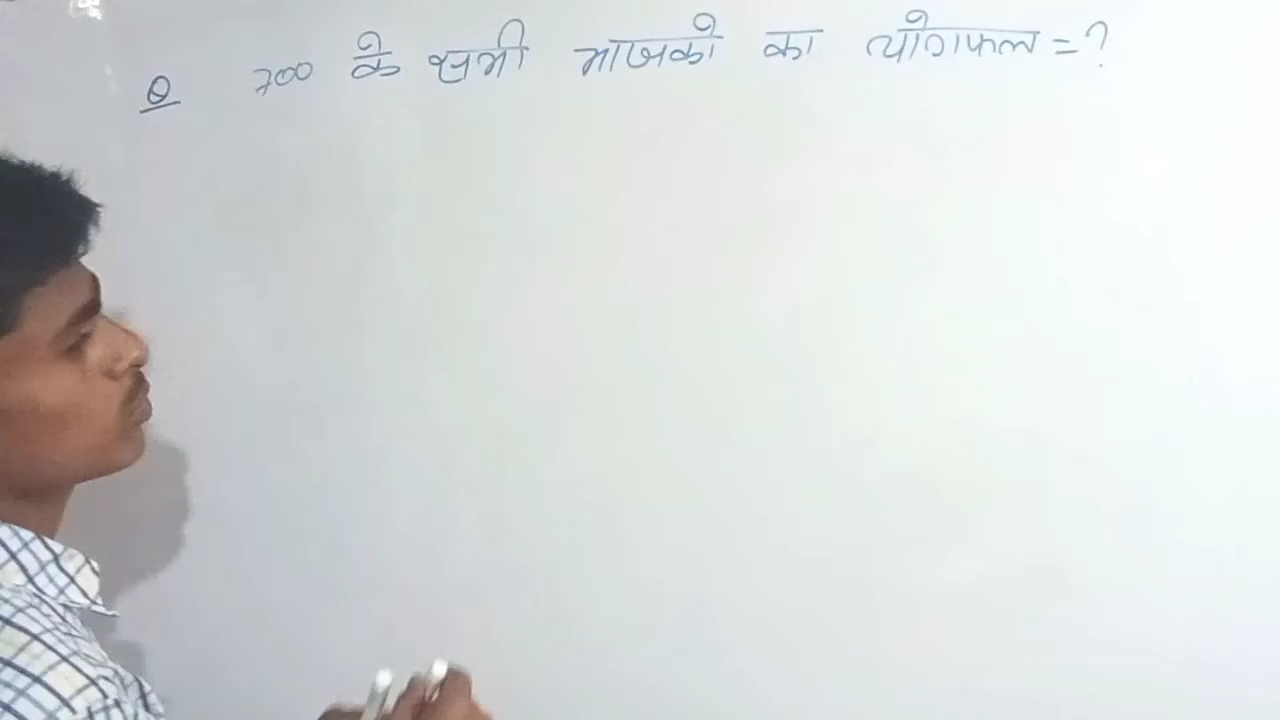 Q 700 के सभी भाजको का योगफल = ?